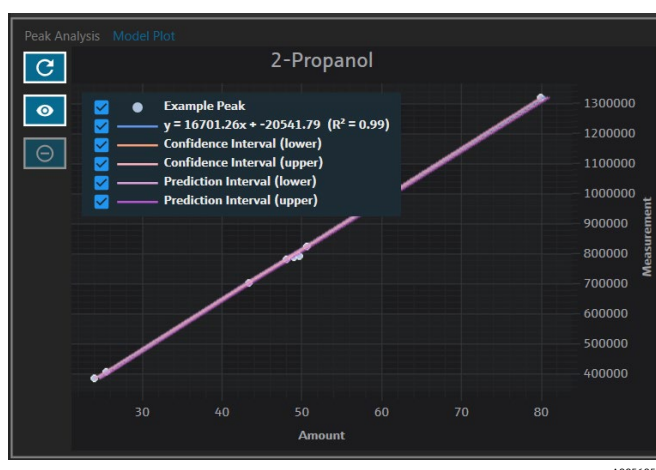 Peak Analysis Model Plot
2-Propanol
Example Peak
y = 16701.26x + -20541.79 (R² = 0.99)
Confidence Interval (lower)
Confidence Interval (upper)
Prediction Interval (lower)
Prediction Interval (upper)
1300000
1200000
1100000
1000000
900000
800000
700000
600000
500000
400000
Measurement
30 40 50 60 70 80
Amount